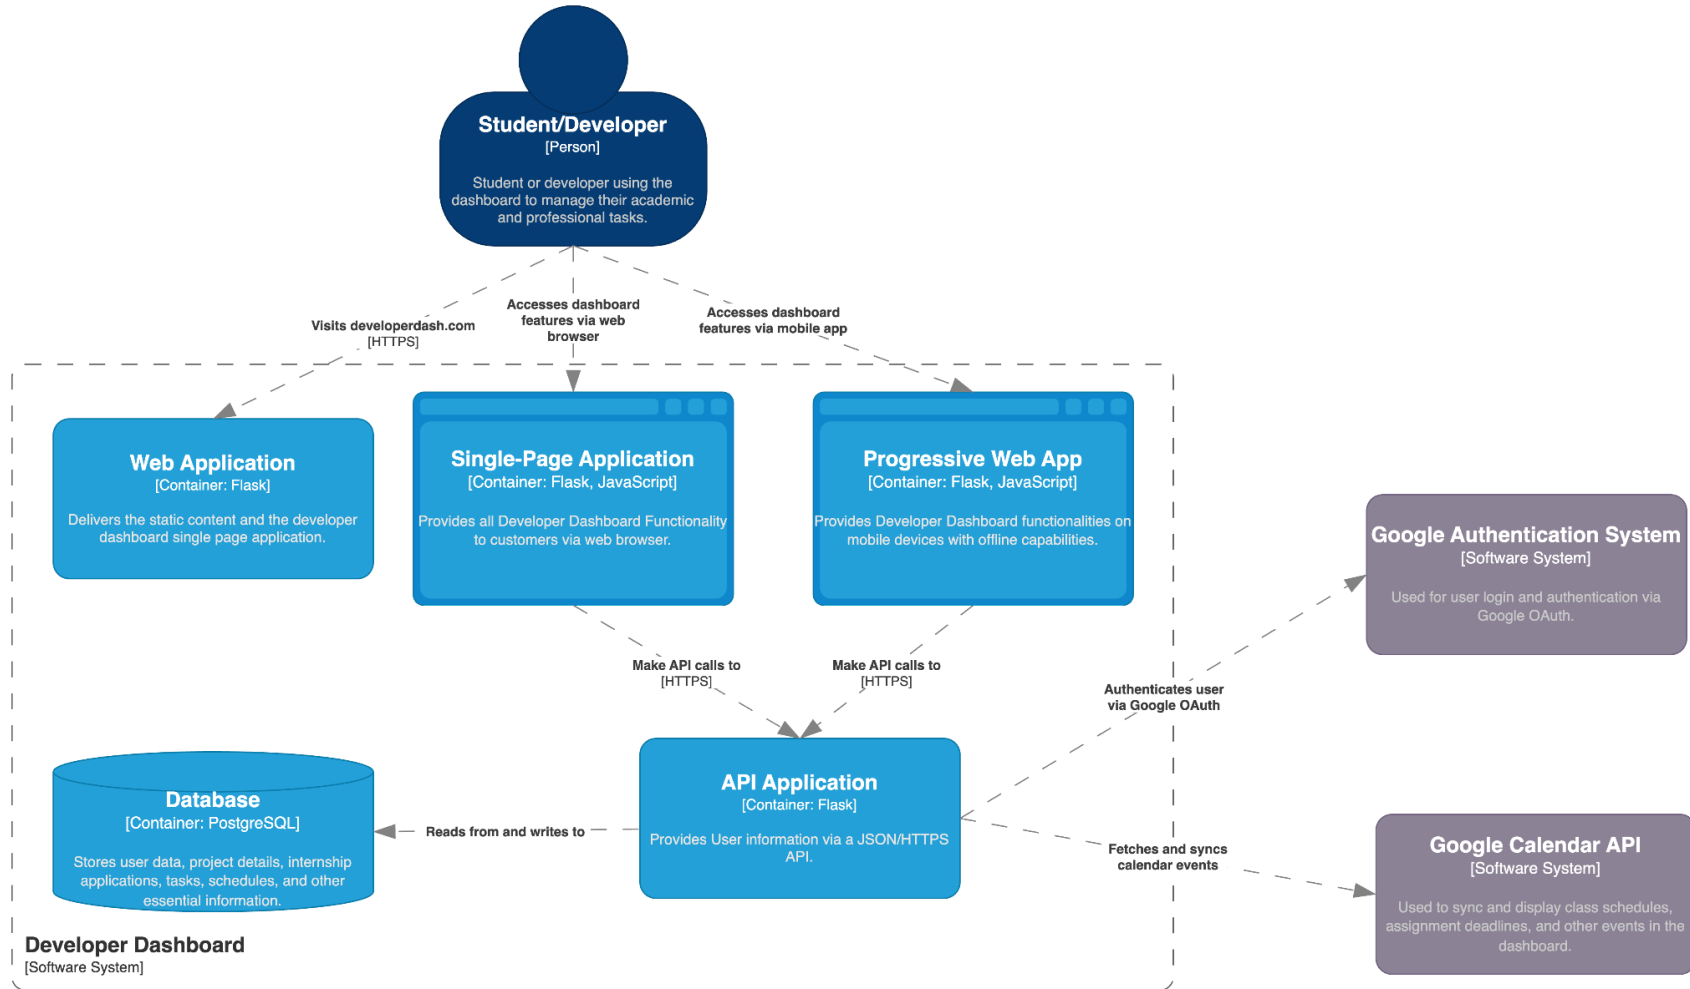 Student/Developer
[Person]
Student or developer using the
dashboard to manage their academic
and professional tasks.
Visits developerdash.com
[HTTPS]
Accesses dashboard
features via web
browser
Accesses dashboard
features via mobile app
Web Application
[Container: Flask]
Delivers the static content and the developer
dashboard single page application.
Single-Page Application
[Container: Flask, JavaScript]
Provides all Developer Dashboard Functionality
to customers via web browser.
Progressive Web App
[Container: Flask, JavaScript]
Provides Developer Dashboard functionalities on
mobile devices with offline capabilities.
Google Authentication System
[Software System]
Used for user login and authentication via
Google OAuth.
Make API calls to
[HTTPS]
Make API calls to
[HTTPS]
Authenticates user
via Google OAuth
Database
[Container: PostgreSQL]
Stores user data, project details, internship
applications, tasks, schedules, and other
essential information.
Reads from and writes to
API Application
[Container: Flask]
Provides User information via a JSON/HTTPS
API.
Fetches and syncs
calendar events
Google Calendar API
[Software System]
Used to sync and display class schedules,
assignment deadlines, and other events in the
dashboard.
Developer Dashboard
[Software System]